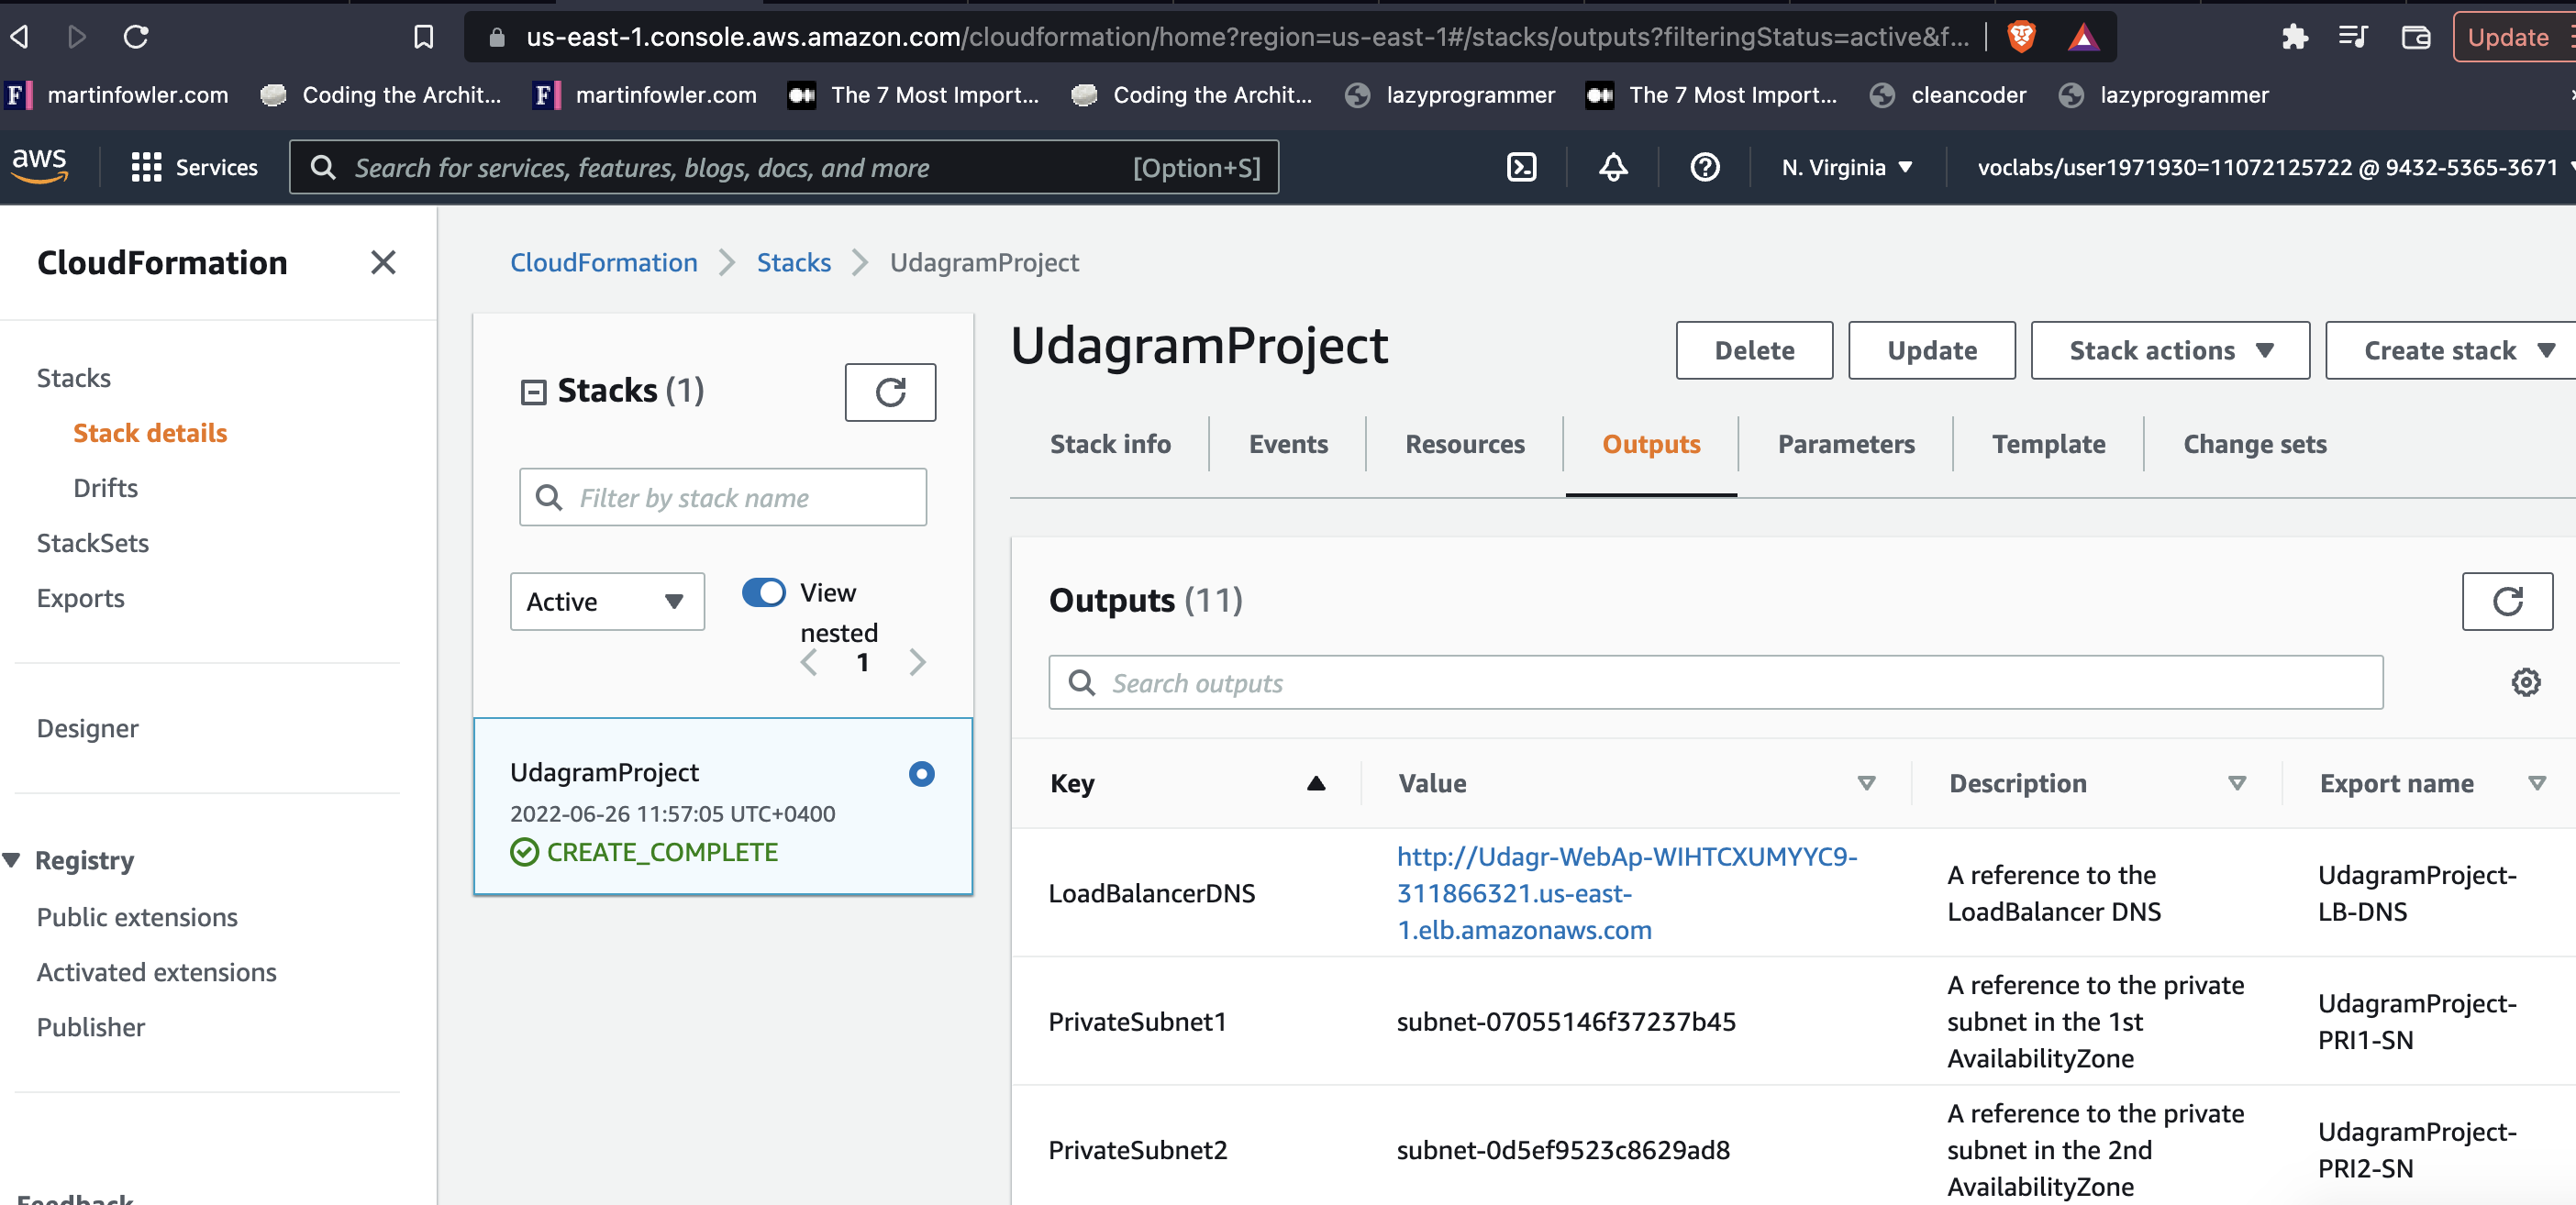 us-east-1.console.aws.amazon.com/cloudformation/home?region=us-east-1#/stacks/outputs?filteringStatus=active&f...
Update
martinfowler.com
Coding the Archit...
martinfowler.com
The 7 Most Import...
Coding the Archit...
lazyprogrammer
The 7 Most Import...
cleancoder
lazyprogrammer
aws
Services
Search for services, features, blogs, docs, and more
[Option+S]
N. Virginia
voclabs/user1971930=11072125722 @ 9432-5365-3671
CloudFormation
Stacks
Stack details
Drifts
StackSets
Exports
Designer
Registry
Public extensions
Activated extensions
Publisher
Feedback
CloudFormation
Stacks
UdagramProject
Stacks (1)
Filter by stack name
Active
View
nested
1
UdagramProject
2022-06-26 11:57:05 UTC+0400
CREATE_COMPLETE
UdagramProject
Delete
Update
Stack actions
Create stack
Stack info
Events
Resources
Outputs
Parameters
Template
Change sets
Outputs (11)
Search outputs
Key
Value
Description
Export name
LoadBalancerDNS
http://Udagr-WebAp-WIHTCXUMYYC9-
311866321.us-east-
1.elb.amazonaws.com
A reference to the
LoadBalancer DNS
UdagramProject-
LB-DNS
PrivateSubnet1
subnet-07055146f37237b45
A reference to the private
subnet in the 1st
AvailabilityZone
UdagramProject-
PRI1-SN
PrivateSubnet2
subnet-0d5ef9523c8629ad8
A reference to the private
subnet in the 2nd
AvailabilityZone
UdagramProject-
PRI2-SN